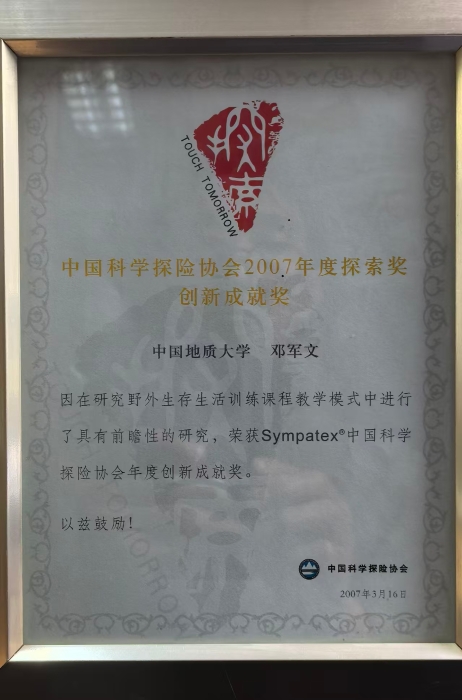 探索
TOUCH TOMORROW
中国科学探险协会2007年度探索奖
创新成就奖
中国地质大学 邓军文
因在研究野外生存生活训练课程教学模式中进行
了具有前瞻性的研究，荣获Sympatex®中国科学
探险协会年度创新成就奖。
以兹鼓励！
中国科学探险协会
2007年3月16日